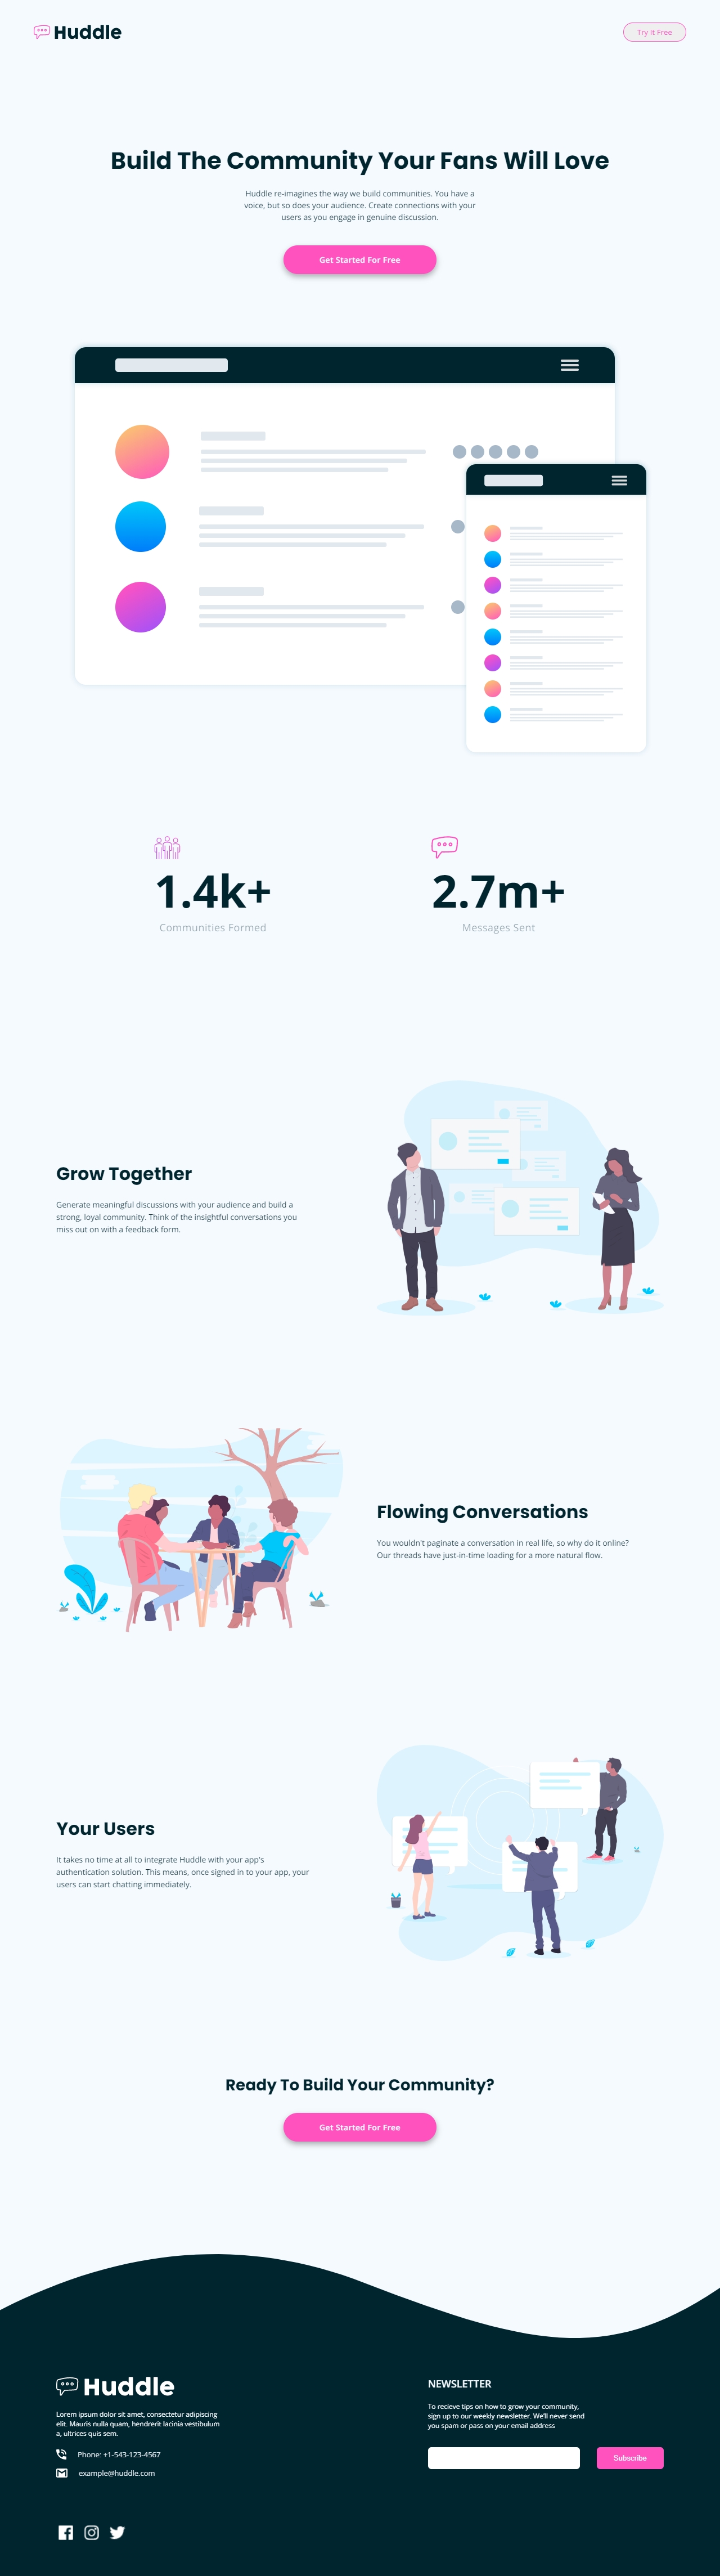 Huddle
Try it Free
Build The Community Your Fans Will Love
Huddle re-imagines the way we build communities. You have a
voice, but so does your audience. Create connections with your
users as you engage in genuine discussion.
Get Started For Free
1.4k+
Communities Formed
2.7m+
Messages Sent
Grow Together
Generate meaningful discussions with your audience and build a
strong, loyal community. Think of the insightful conversations you
miss out on with a feedback form.
Flowing Conversations
You wouldn't paginate a conversation in real life, so why do it online?
Our threads have just-in-time loading for a more natural flow.
Your Users
It takes no time at all to integrate Huddle with your app's
authentication solution. This means, once signed in to your app, your
users can start chatting immediately.
Ready To Build Your Community?
Get Started For Free
Huddle
Lorem ipsum dolor sit amet, consectetur adipiscing
elit. Mauris nulla quam, hendrerit lacinia vestibulum
a, ultrices quis sem.
Phone: +1-543-123-4567
example@huddle.com
NEWSLETTER
To recieve tips on how to grow your community,
sign up to our weekly newsletter. We'll never send
you spam or pass on your email address
Subscribe